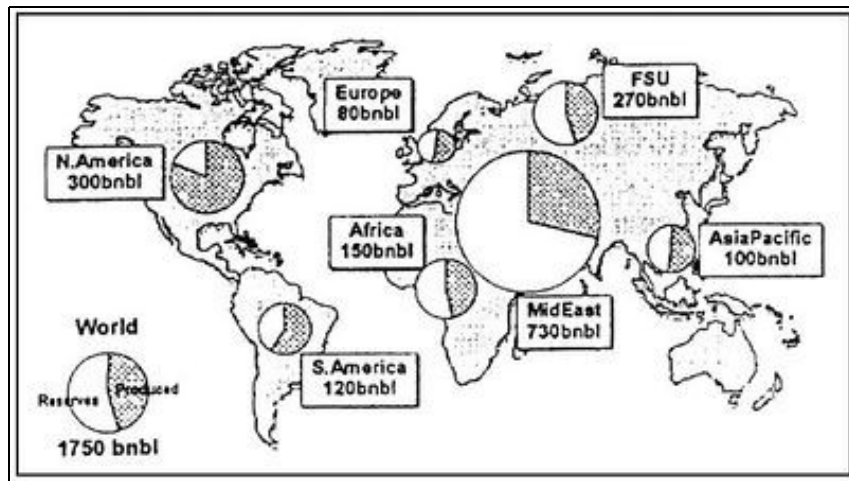 FSU
270bnbl
Europe
80bnbl
N.America
300bnbl
Africa
150bnbl
AsiaPacific
100bnbl
MidEast
730bnbl
S.America
120bnbl
World
Reserves
Produced
1750 bnbl